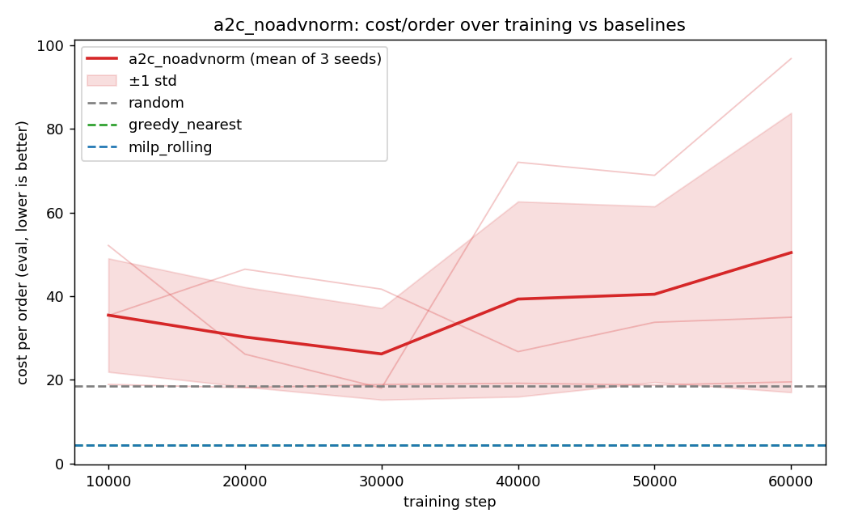 a2c_noadvnorm: cost/order over training vs baselines
cost per order (eval, lower is better)
100
80
60
40
20
0
a2c_noadvnorm (mean of 3 seeds)
±1 std
random
greedy_nearest
milp_rolling
10000 20000 30000 40000 50000 60000
training step